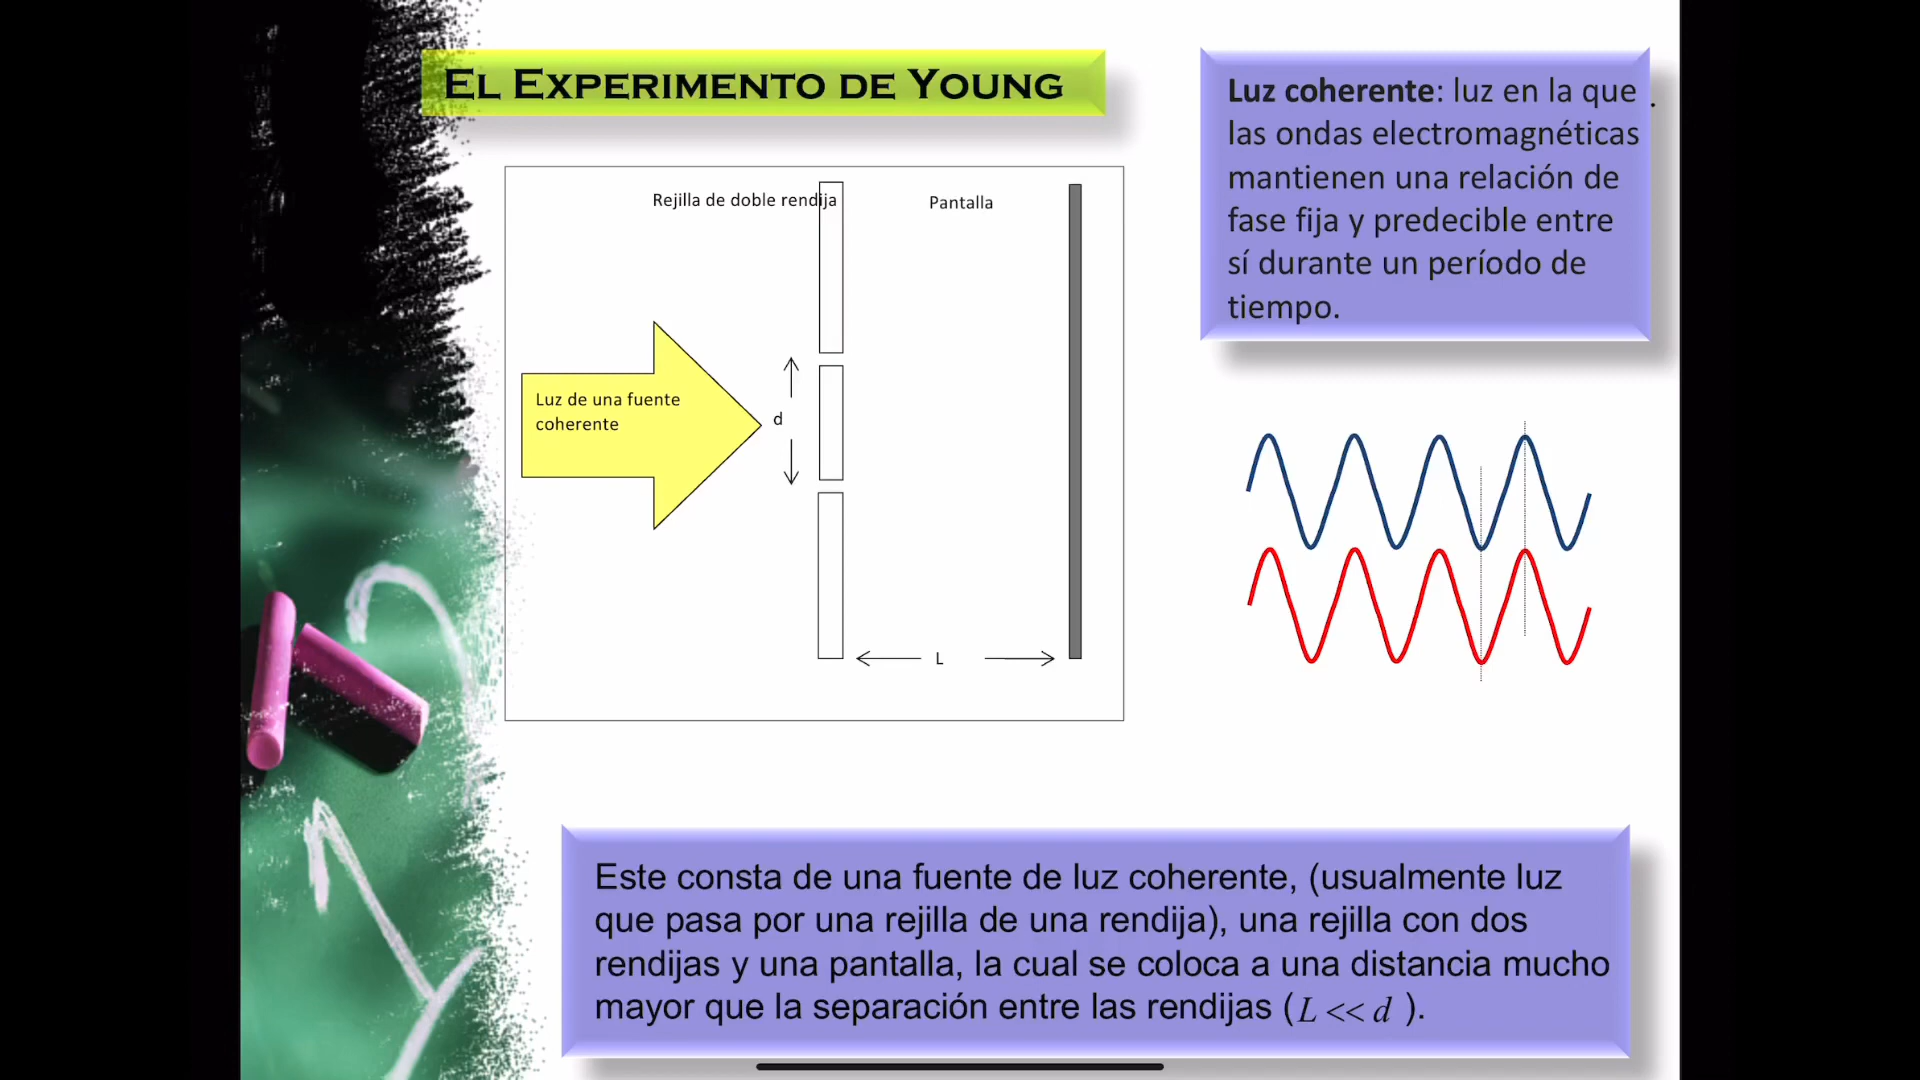 EL EXPERIMENTO DE YOUNG
Luz coherente: luz en la que
las ondas electromagnéticas
mantienen una relación de
fase fija y predecible entre
sí durante un período de
tiempo.
.
Rejilla de doble rendija
Pantalla
Luz de una fuente
coherente
d
L
Este consta de una fuente de luz coherente, (usualmente luz
que pasa por una rejilla de una rendija), una rejilla con dos
rendijas y una pantalla, la cual se coloca a una distancia mucho
mayor que la separación entre las rendijas (L << d ).